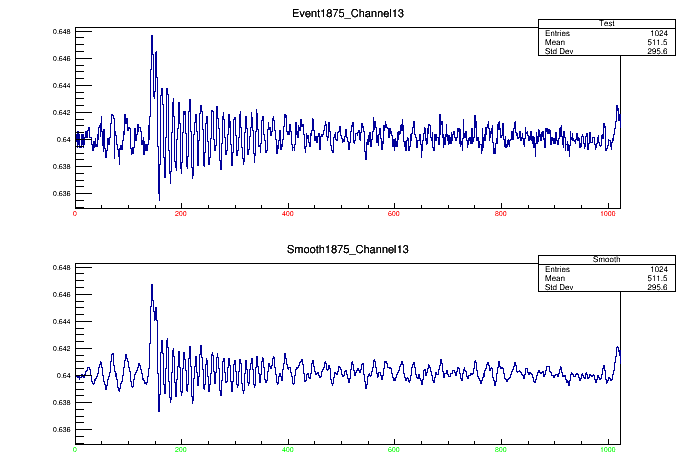 Event1875_Channel13
Test
Entries 1024
Mean 511.5
Std Dev 295.6
0.648
0.646
0.644
0.642
0.64
0.638
0.636
0 200 400 600 800 1000
Smooth1875_Channel13
Smooth
Entries 1024
Mean 511.5
Std Dev 295.6
0.648
0.646
0.644
0.642
0.64
0.638
0.636
0 200 400 600 800 1000